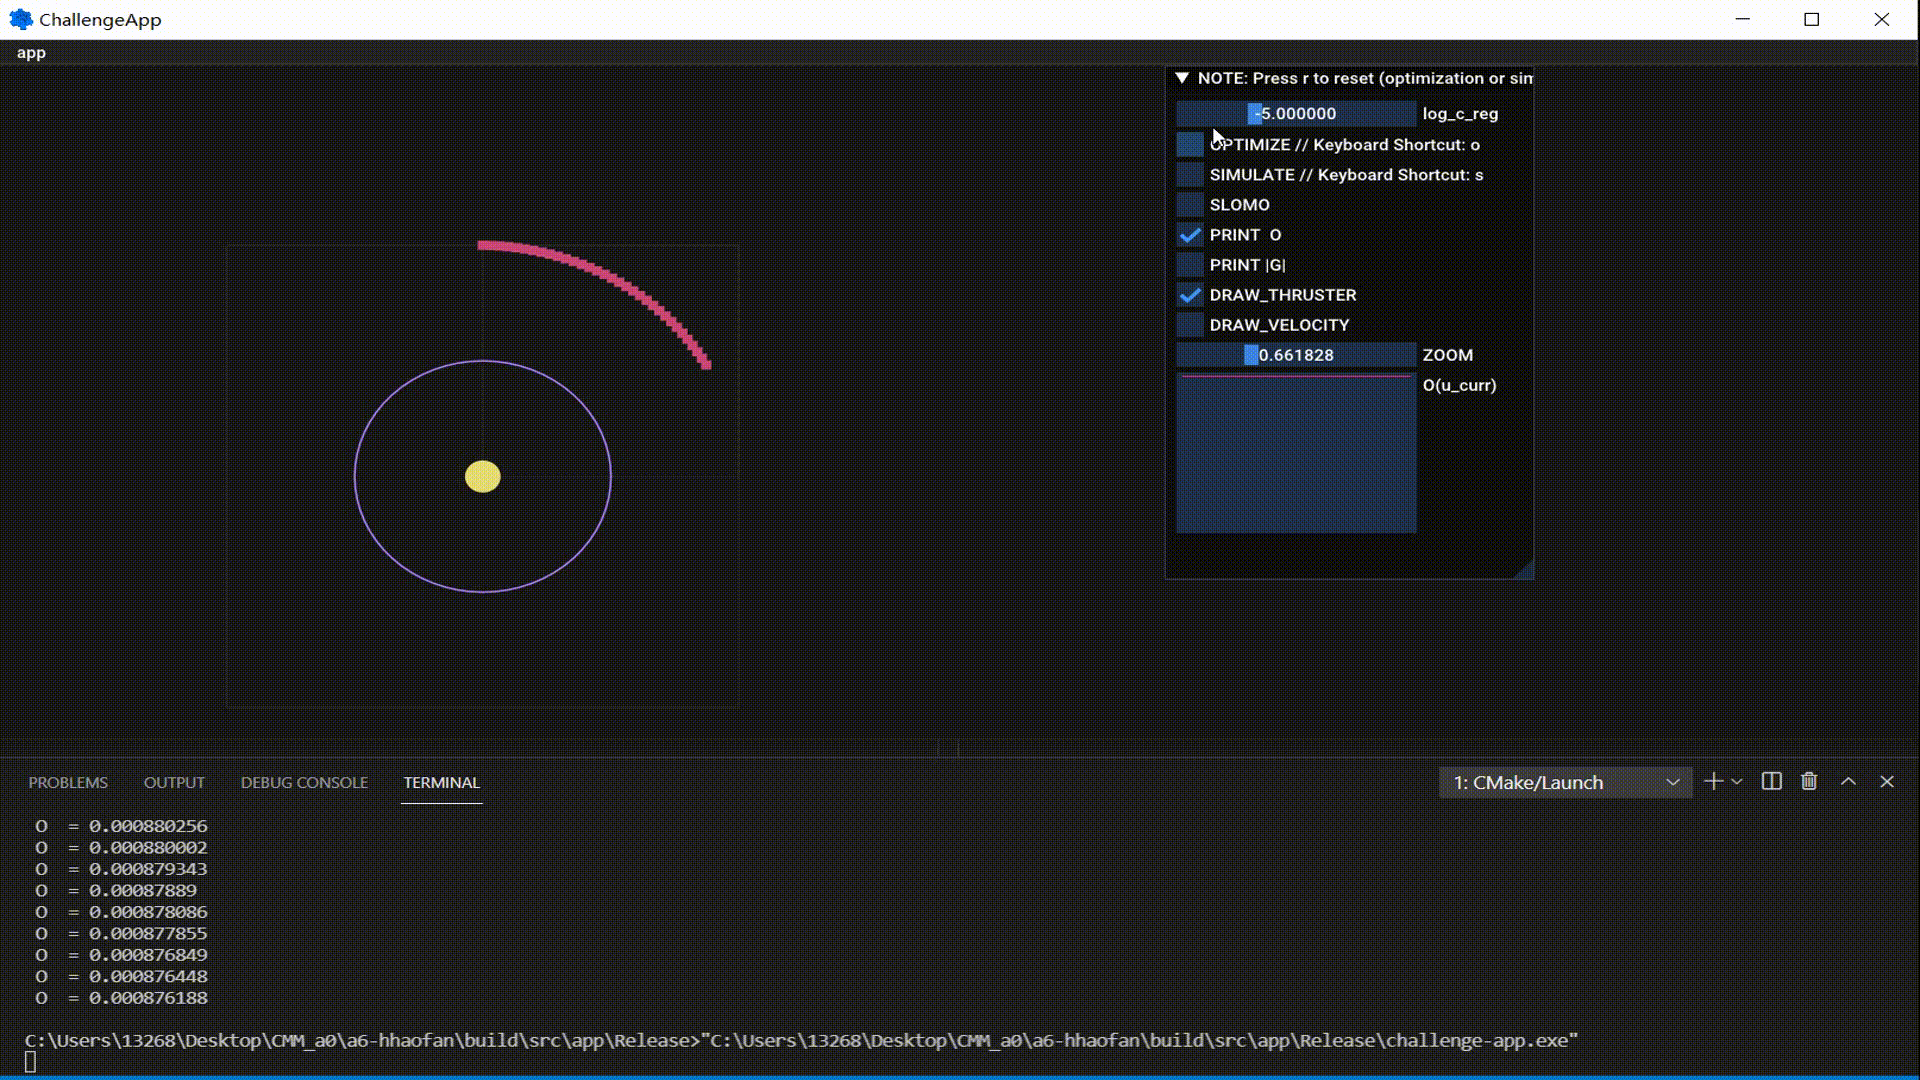 ChallengeApp
app
NOTE: Press r to reset (optimization or sim
-5.000000 log_c_reg
OPTIMIZE // Keyboard Shortcut: o
SIMULATE // Keyboard Shortcut: s
SLOMO
PRINT O
PRINT |G|
DRAW_THRUSTER
DRAW_VELOCITY
0.661828 ZOOM
O(u_curr)
PROBLEMS OUTPUT DEBUG CONSOLE TERMINAL 1: CMake/Launch
O = 0.000880256
O = 0.000880002
O = 0.000879343
O = 0.00087889
O = 0.000878086
O = 0.000877855
O = 0.000876849
O = 0.000876448
O = 0.000876188
C:\Users\13268\Desktop\CMM_a0\a6-hhaofan\build\src\app\Release>"C:\Users\13268\Desktop\CMM_a0\a6-hhaofan\build\src\app\Release\challenge-app.exe"